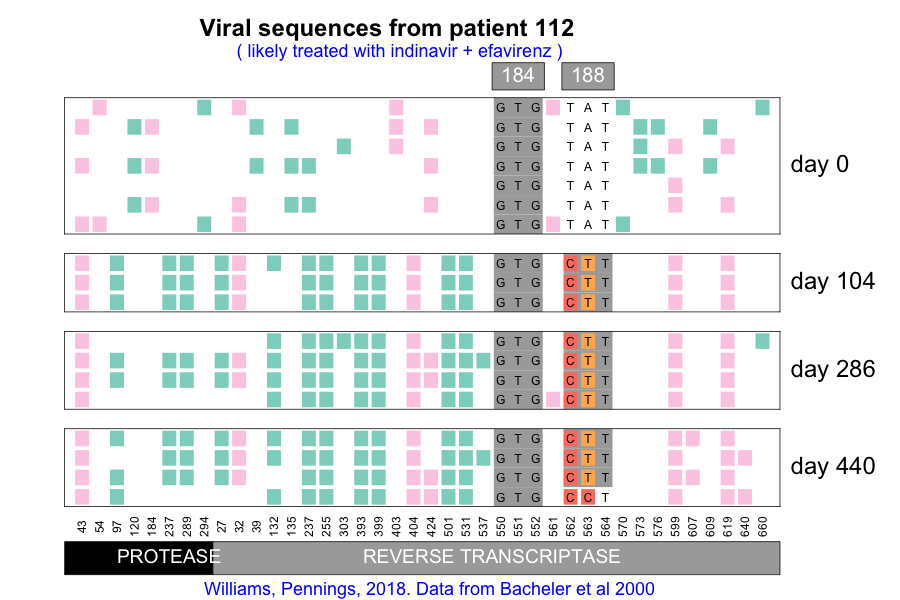 Viral sequences from patient 112
( likely treated with indinavir + efavirenz )
184 188
G T G T A T
G T G T A T
G T G T A T
G T G T A T
G T G T A T
G T G T A T
G T G T A T
day 0
G T G C T T
G T G C T T
G T G C T T
day 104
G T G C T T
G T G C T T
G T G C T T
G T G C T T
day 286
G T G C T T
G T G C T T
G T G C T T
G T G C C T
day 440
43 54 97 120 184 237 289 294 27 32 39 132 135 237 255 303 393 399 403 404 424 501 531 537 550 551 552 561 562 563 564 570 573 576 599 607 609 619 640 660
PROTEASE REVERSE TRANSCRIPTASE
Williams, Pennings, 2018. Data from Bacheler et al 2000